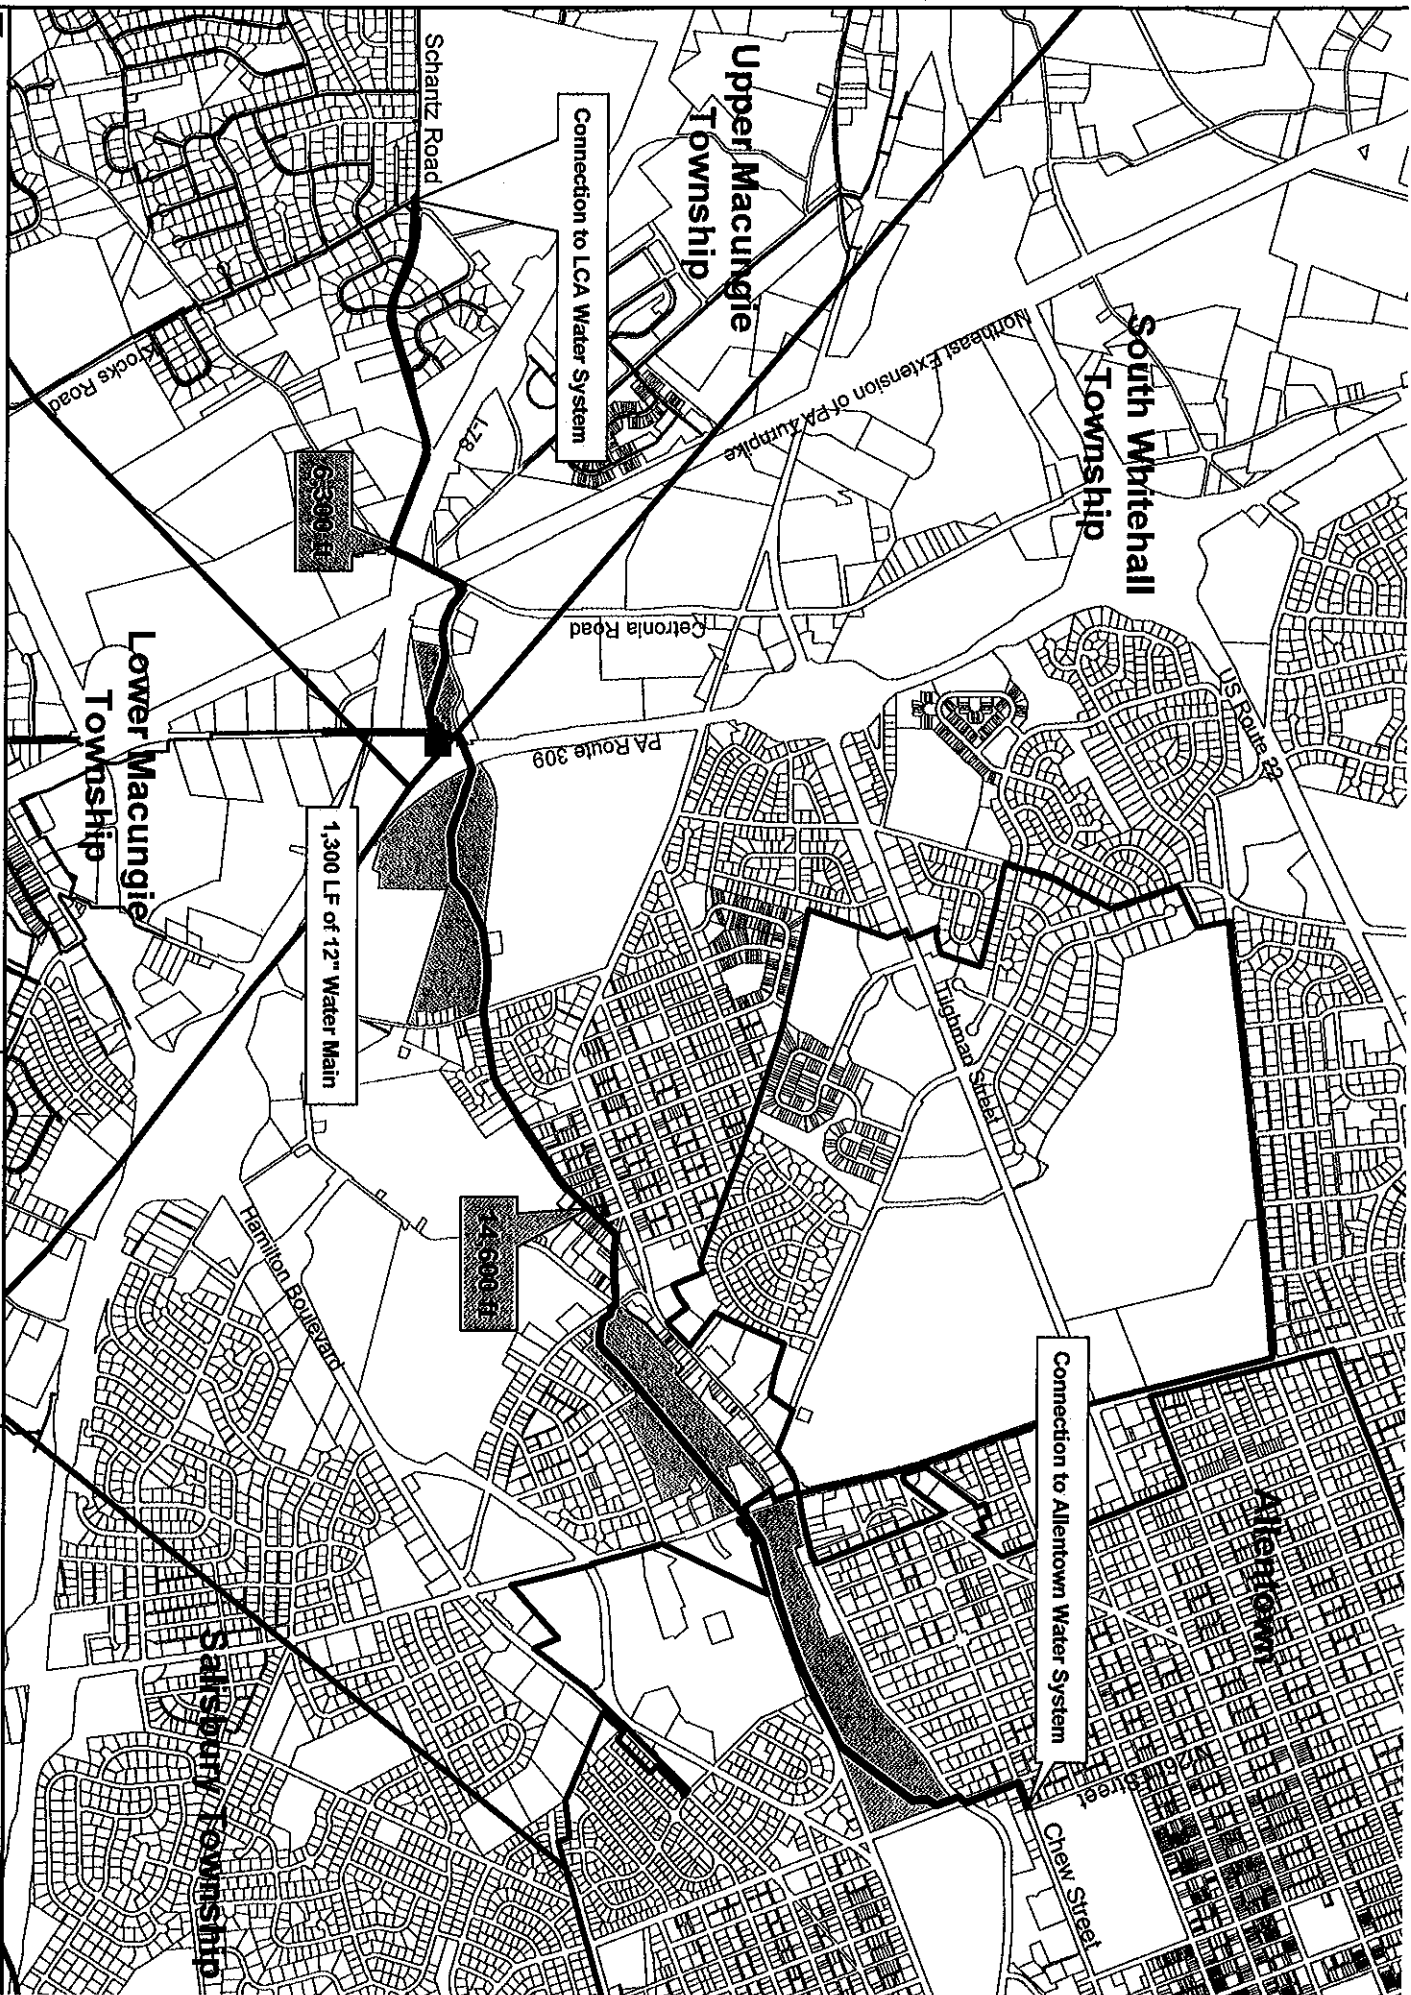 Upper Macungie
Township
South Whitehall
Township
Allentown
Lower Macungie
Township
Salisbury Township
Connection to LCA Water System
Connection to Allentown Water System
1,300 LF of 12" Water Main
6,300 ft
14,600 ft
Schantz Road
Krocks Road
I-78
Northeast Extension of PA Turnpike
Cetronia Road
PA Route 309
US Route 22
Tilghman Street
Hamilton Boulevard
Street
Chew Street